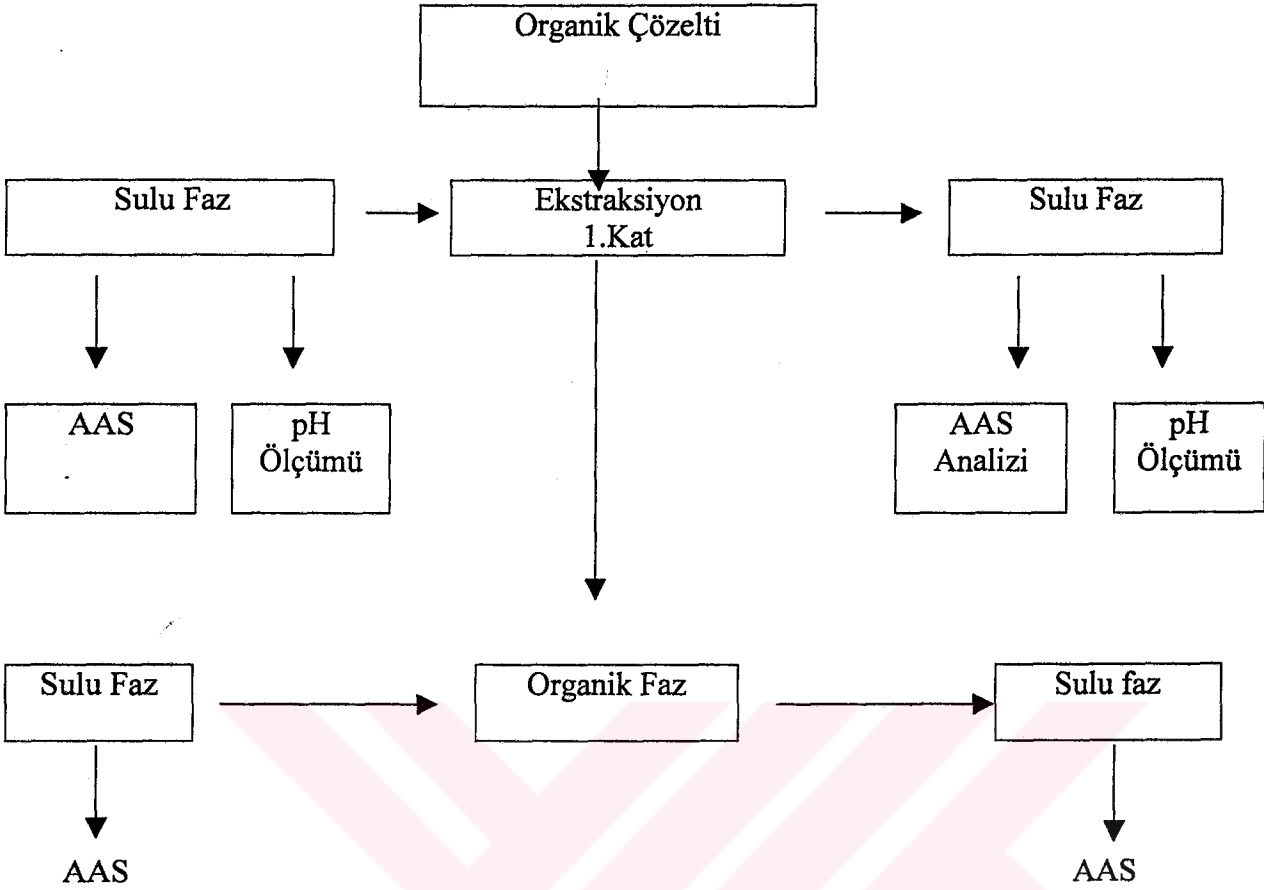 Organik Çözelti
Sulu Faz
Ekstraksiyon
1.Kat
Sulu Faz
AAS
pH
Ölçümü
AAS
Analizi
pH
Ölçümü
Sulu Faz
Organik Faz
Sulu faz
AAS
AAS